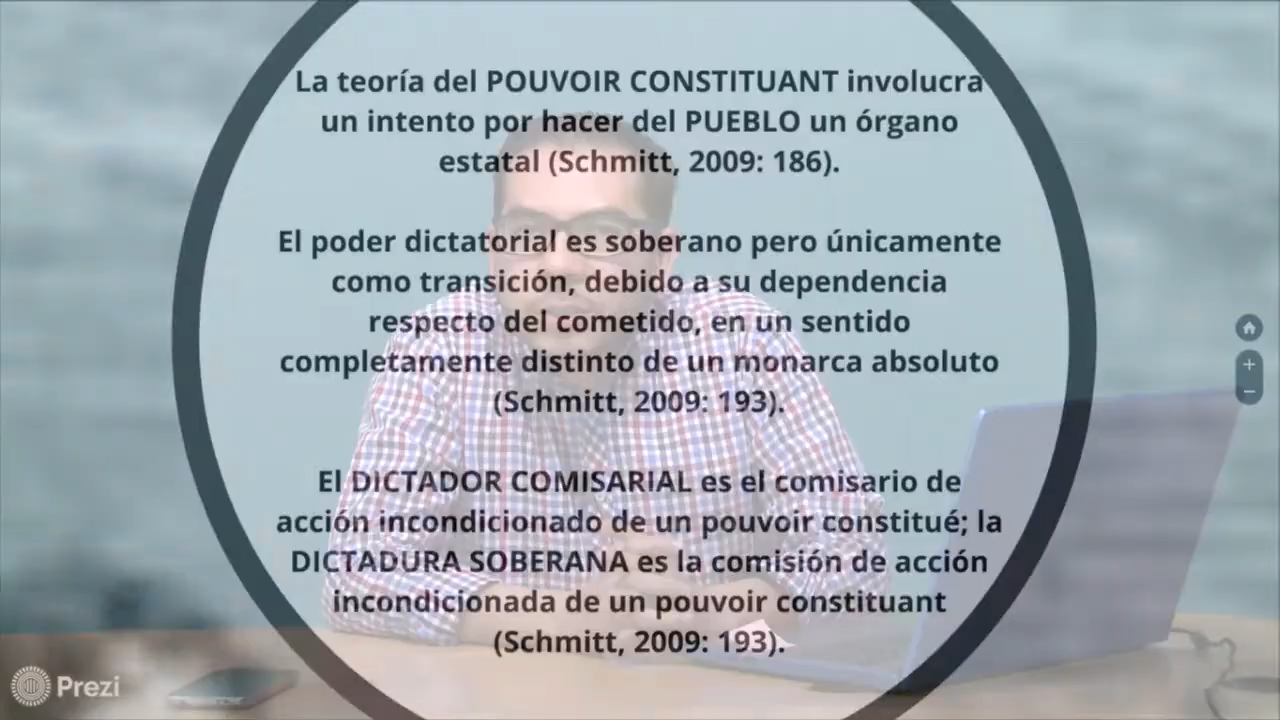 La teoría del POUVOIR CONSTITUANT involucra
un intento por hacer del PUEBLO un órgano
estatal (Schmitt, 2009: 186).
El poder dictatorial es soberano pero únicamente
como transición, debido a su dependencia
respecto del cometido, en un sentido
completamente distinto de un monarca absoluto
(Schmitt, 2009: 193).
El DICTADOR COMISARIAL es el comisario de
acción incondicionado de un pouvoir constitué; la
DICTADURA SOBERANA es la comisión de acción
incondicionada de un pouvoir constituant
(Schmitt, 2009: 193).
Prezi